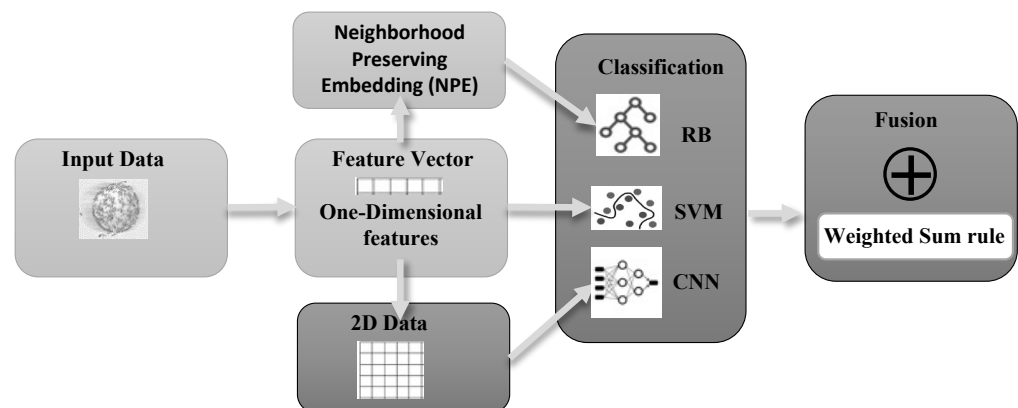 Input Data
Neighborhood
Preserving
Embedding (NPE)
Feature Vector
One-Dimensional
features
2D Data
Classification
RB
SVM
CNN
Fusion
Weighted Sum rule